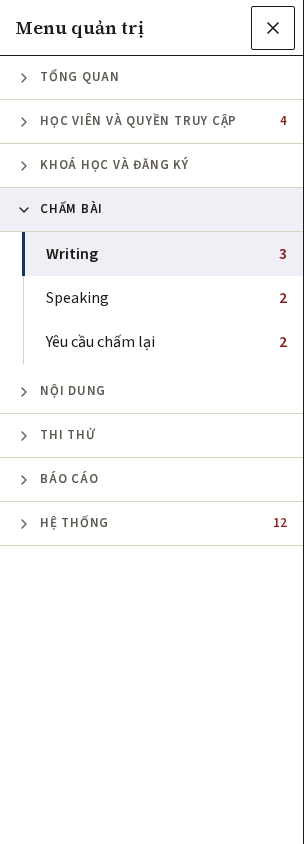 Menu quản trị
TỔNG QUAN
HỌC VIÊN VÀ QUYỀN TRUY CẬP 4
KHOÁ HỌC VÀ ĐĂNG KÝ
CHẤM BÀI
Writing 3
Speaking 2
Yêu cầu chấm lại 2
NỘI DUNG
THI THỬ
BÁO CÁO
HỆ THỐNG 12